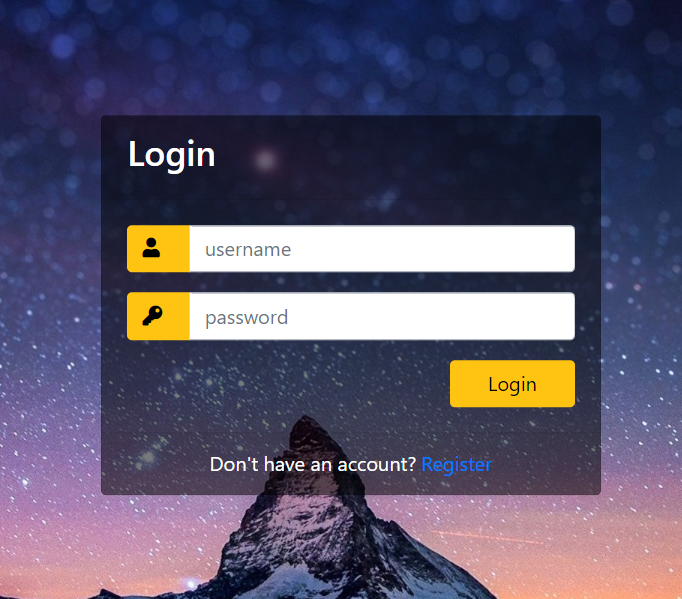 Login
username
password
Login
Don't have an account? Register